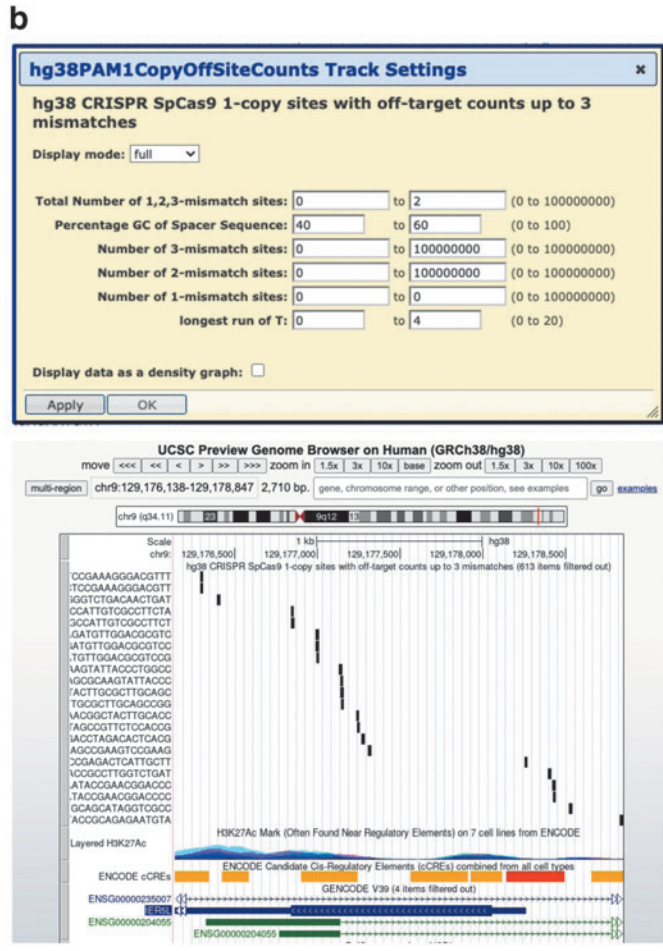 b
hg38PAM1CopyOffSiteCounts Track Settings
hg38 CRISPR SpCas9 1-copy sites with off-target counts up to 3
mismatches
Display mode: full
Total Number of 1,2,3-mismatch sites: 0 to 2 (0 to 100000000)
Percentage GC of Spacer Sequence: 40 to 60 (0 to 100)
Number of 3-mismatch sites: 0 to 100000000 (0 to 100000000)
Number of 2-mismatch sites: 0 to 100000000 (0 to 100000000)
Number of 1-mismatch sites: 0 to 0 (0 to 100000000)
longest run of T: 0 to 4 (0 to 20)
Display data as a density graph:
Apply OK
UCSC Preview Genome Browser on Human (GRCh38/hg38)
move <<< << < > >> >>> zoom in 1.5x 3x 10x base zoom out 1.5x 3x 10x 100x
multi-region chr9:129,176,138-129,178,847 2,710 bp. gene, chromosome range, or other position, see examples go examples
chr9 (q34.11) 23 9q12 13
Scale 1 kb hg38
chr9: 129,176,500 129,177,000 129,177,500 129,178,000 129,178,500
hg38 CRISPR SpCas9 1-copy sites with off-target counts up to 3 mismatches (613 items filtered out)
CCGAAAGGGACGTTT
CTCCGAAAGGGACGTT
GGGTCTGACAACTGAT
CCATTGTCGCCTTCTA
GCCATTGTCGCCTTCT
GATGTTGGACGCGTC
GATGTTGGACGCGTCC
ATGTTGGACGCGTCCG
AAGTATTACCCTGGCC
AGCGCAAGTATTACCC
TACTTGCGCTTGCAGC
TGCGCTTGCAGCCGG
AACGGCTACTTGCACC
TAGCCGTTCTCCACCG
GACCTAGACACTCACG
AGCCGAAGTCCGAAG
CCGAGACTCATTGCTT
ACCGCCTTGGTCTGAT
AATACCGAACGGACCC
TACCGAACGGACCCC
GCAGCATAGGTCGCC
TACCGCAGAGAATGTA
H3K27Ac Mark (Often Found Near Regulatory Elements) on 7 cell lines from ENCODE
Layered H3K27Ac
ENCODE Candidate Cis-Regulatory Elements (cCREs) combined from all cell types
ENCODE cCREs
GENCODE V39 (4 items filtered out)
ENSG00000235007
IER5L
ENSG00000204055
ENSG00000204055